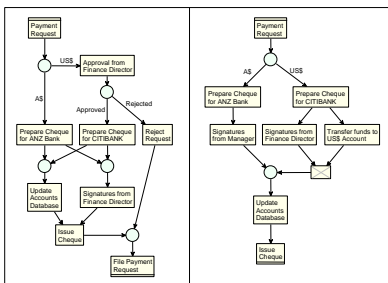 Payment
Request
US$
Approval from
Finance Director
A$
Approved
Rejected
Prepare Cheque
for ANZ Bank
Prepare Cheque
for CITIBANK
Reject
Request
Update
Accounts
Database
Signatures from
Finance Director
Issue
Cheque
File Payment
Request
Payment
Request
A$
US$
Prepare Cheque
for ANZ Bank
Prepare Cheque
for CITIBANK
Signatures
from Manager
Signatures from
Finance Director
Transfer funds to
US$ Account
Update
Accounts
Database
Issue
Cheque